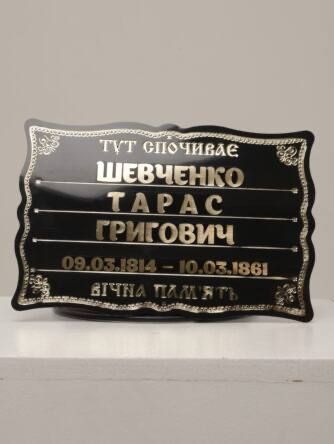 ТУТ СПОЧИВАЄ
ШЕВЧЕНКО
ТАРАС
ГРИГОВИЧ
09.03.1814 – 10.03.1861
ВІЧНА ПАМ'ЯТЬ